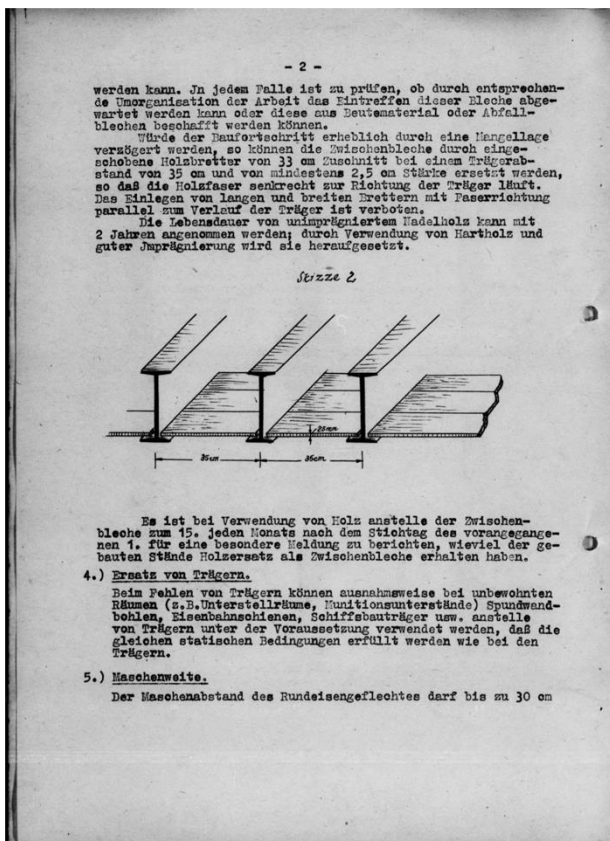 - 2 -
werden kann. Jn jedem Falle ist zu prüfen, ob durch entsprechen-
de Umorganisation der Arbeit das Eintreffen dieser Bleche abge-
wartet werden kann oder diese aus Beutematerial oder Abfall-
blechen beschafft werden können.
Würde der Baufortschritt erheblich durch eine Mangellage
verzögert werden, so können die Zwischenbleche durch einge-
schobene Holzbretter von 33 cm Zuschnitt bei einem Trägerab-
stand von 35 cm und von mindestens 2,5 cm Stärke ersetzt werden,
so daß die Holzfaser senkrecht zur Richtung der Träger läuft.
Das Einlegen von langen und breiten Brettern mit Faserrichtung
parallel zum Verlauf der Träger ist verboten.
Die Lebensdauer von unimprägniertem Nadelholz kann mit
2 Jahren angenommen werden; durch Verwendung von Hartholz und
guter Jmprägnierung wird sie heraufgesetzt.
Skizze 2
25mm
35cm
35cm
Es ist bei Verwendung von Holz anstelle der Zwischen-
bleche zum 15. jeden Monats nach dem Stichtag des vorangegange-
nen 1. für eine besondere Meldung zu berichten, wieviel der ge-
bauten Stände Holzersatz als Zwischenbleche erhalten haben.
4.) Ersatz von Trägern.
Beim Fehlen von Trägern können ausnahmsweise bei unbewohnten
Räumen (z.B.Unterstellräume, Munitionsunterstände) Spundwand-
bohlen, Eisenbahnschienen, Schiffsbauträger usw. anstelle
von Trägern unter der Voraussetzung verwendet werden, daß die
gleichen statischen Bedingungen erfüllt werden wie bei den
Trägern.
5.) Maschenweite.
Der Maschenabstand des Rundeisengeflechtes darf bis zu 30 cm